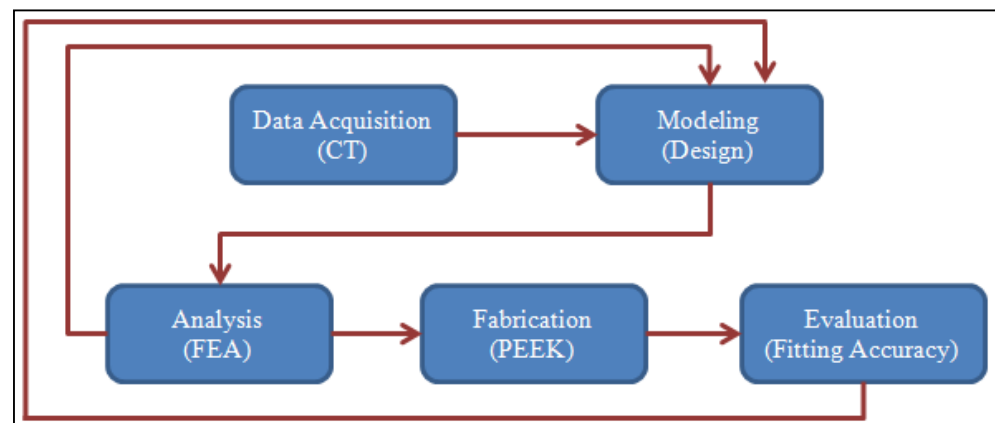 Data Acquisition
(CT)
Modeling
(Design)
Analysis
(FEA)
Fabrication
(PEEK)
Evaluation
(Fitting Accuracy)